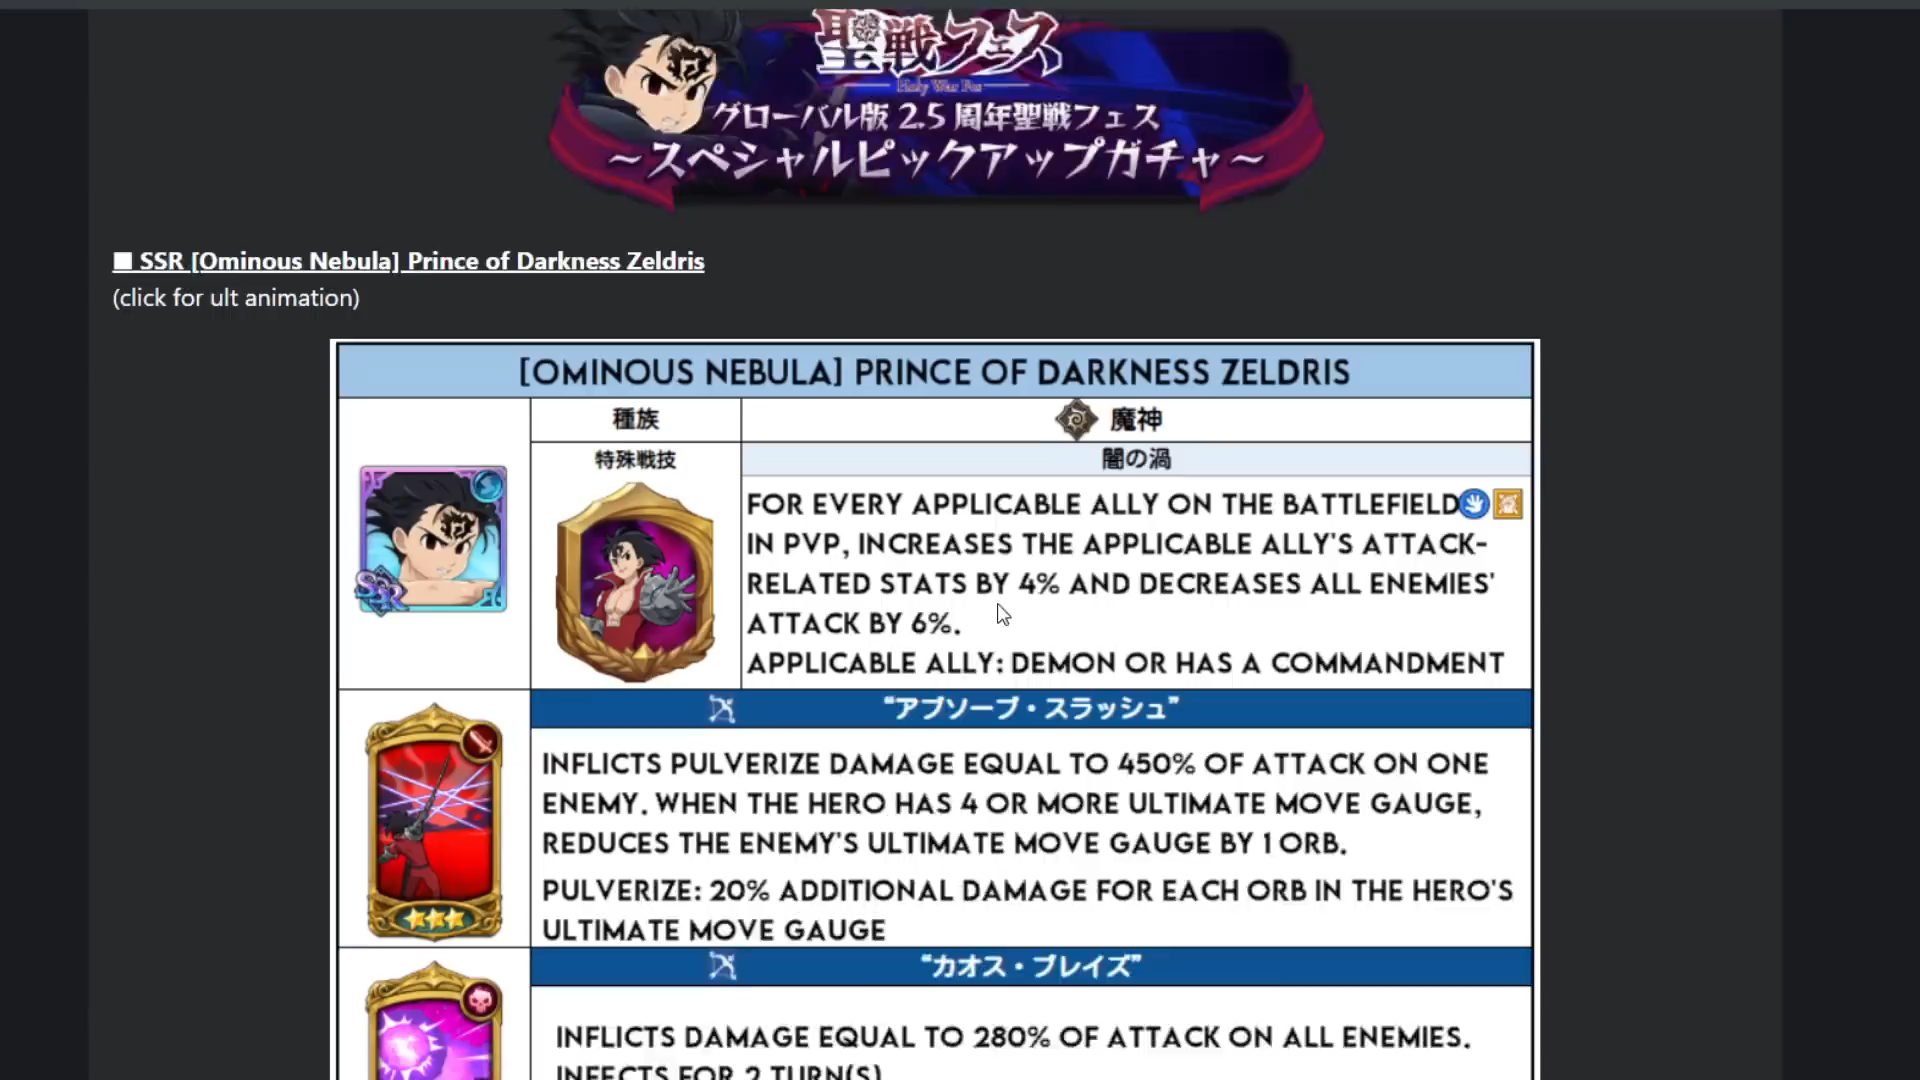 聖戦フェス
Holy War Fes
グローバル版 2.5 周年聖戦フェス
～スペシャルピックアップガチャ～
■ SSR [Ominous Nebula] Prince of Darkness Zeldris
(click for ult animation)
[OMINOUS NEBULA] PRINCE OF DARKNESS ZELDRIS
種族
魔神
特殊戦技
闇の渦
SSR
FOR EVERY APPLICABLE ALLY ON THE BATTLEFIELD
IN PVP, INCREASES THE APPLICABLE ALLY'S ATTACK-
RELATED STATS BY 4% AND DECREASES ALL ENEMIES'
ATTACK BY 6%.
APPLICABLE ALLY: DEMON OR HAS A COMMANDMENT
“アブソーブ・スラッシュ”
INFLICTS PULVERIZE DAMAGE EQUAL TO 450% OF ATTACK ON ONE
ENEMY. WHEN THE HERO HAS 4 OR MORE ULTIMATE MOVE GAUGE,
REDUCES THE ENEMY'S ULTIMATE MOVE GAUGE BY 1 ORB.
PULVERIZE: 20% ADDITIONAL DAMAGE FOR EACH ORB IN THE HERO'S
ULTIMATE MOVE GAUGE
“カオス・ブレイズ”
INFLICTS DAMAGE EQUAL TO 280% OF ATTACK ON ALL ENEMIES.
INFECTS FOR 2 TURN(S)